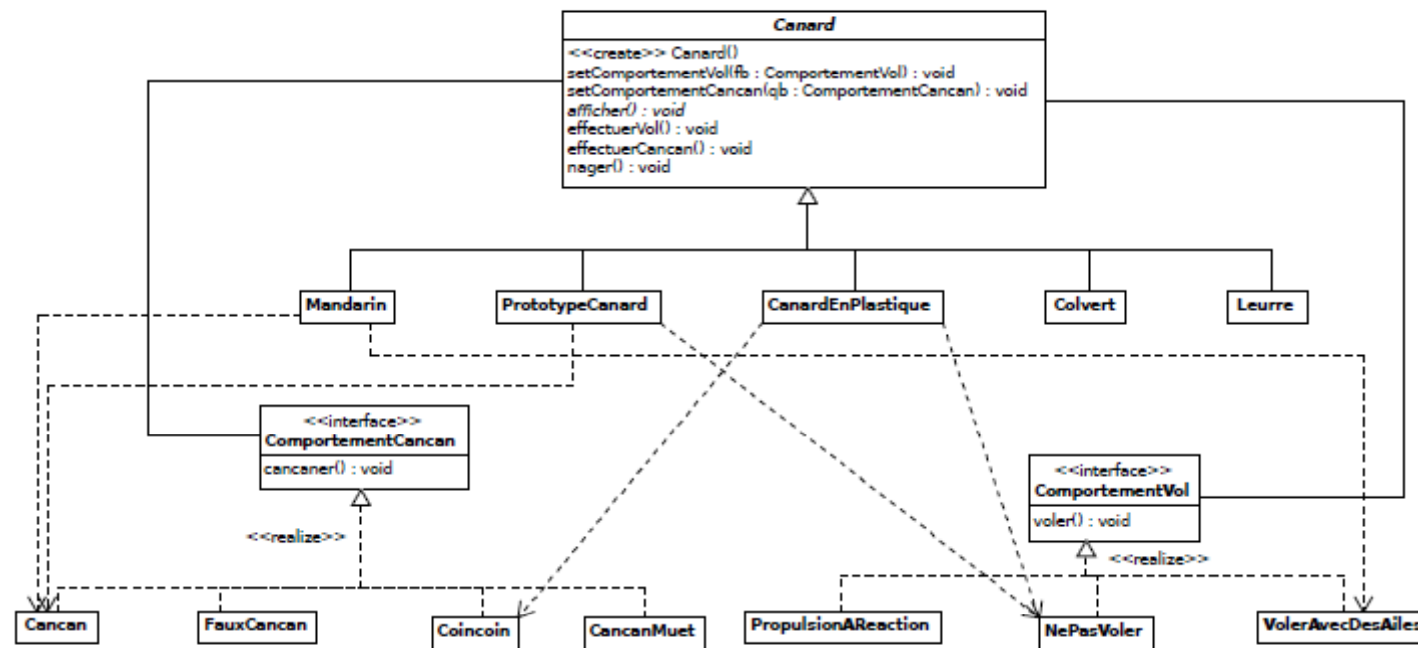 Canard
<<create>> Canard()
setComportementVol(fb : ComportementVol) : void
setComportementCancan(qb : ComportementCancan) : void
afficher() : void
effectuerVol() : void
effectuerCancan() : void
nager() : void
Mandarin
PrototypeCanard
CanardEnPlastique
Colvert
Leurre
<<interface>>
ComportementCancan
cancaner() : void
<<interface>>
ComportementVol
voler() : void
<<realize>>
<<realize>>
Cancan
FauxCancan
Coincoin
CancanMuet
PropulsionAReaction
NePasVoler
VolerAvecDesAiles